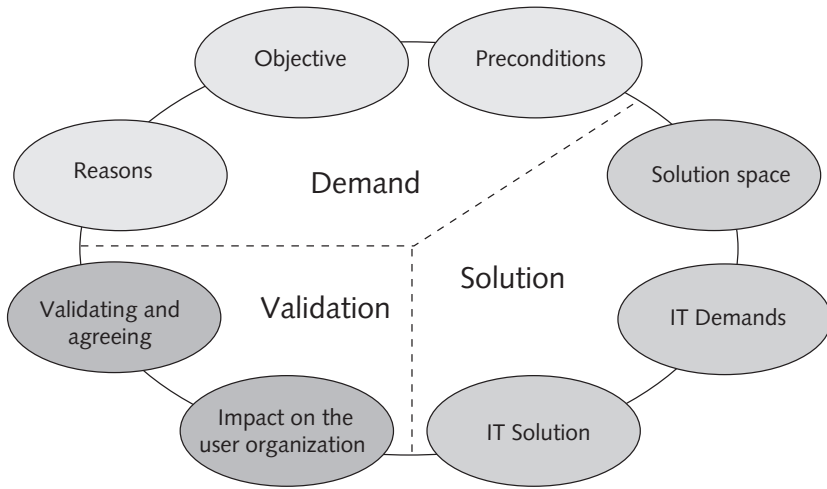 Objective
Preconditions
Reasons
Solution space
Demand
Solution
Validation
Validating and
agreeing
IT Demands
Impact on the
user organization
IT Solution